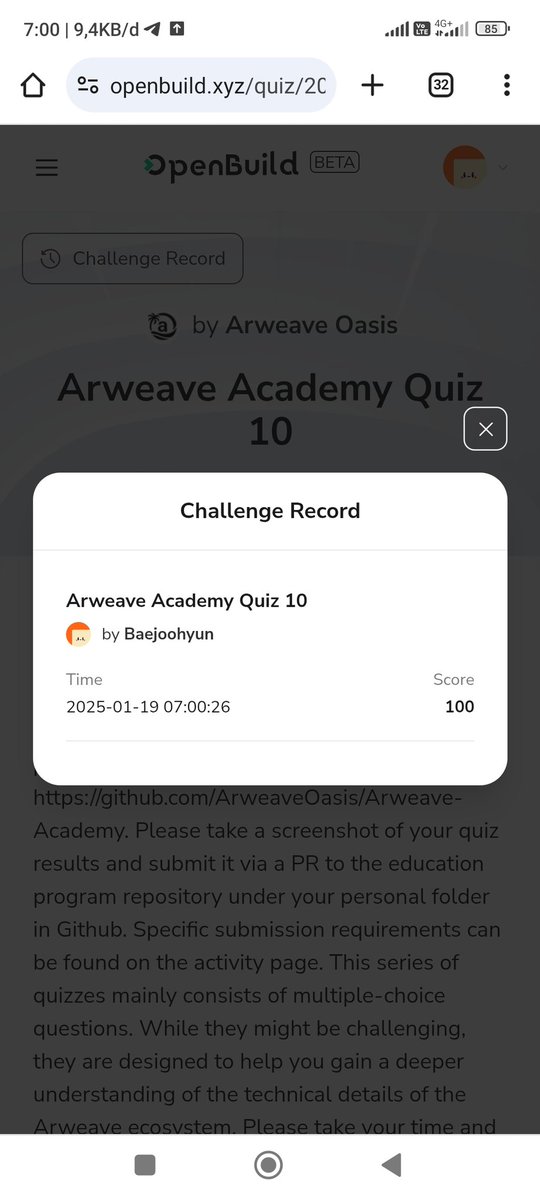 7:00 | 9,4KB/d
Vo LTE 4G+ 85
openbuild.xyz/quiz/20
32
OpenBuild BETA
Challenge Record
a by Arweave Oasis
Arweave Academy Quiz
10
Challenge Record
Arweave Academy Quiz 10
by Baejoohyun
Time Score
2025-01-19 07:00:26 100
https://github.com/ArweaveOasis/Arweave-
Academy. Please take a screenshot of your quiz
results and submit it via a PR to the education
program repository under your personal folder
in Github. Specific submission requirements can
be found on the activity page. This series of
quizzes mainly consists of multiple-choice
questions. While they might be challenging,
they are designed to help you gain a deeper
understanding of the technical details of the
Arweave ecosystem. Please take your time and